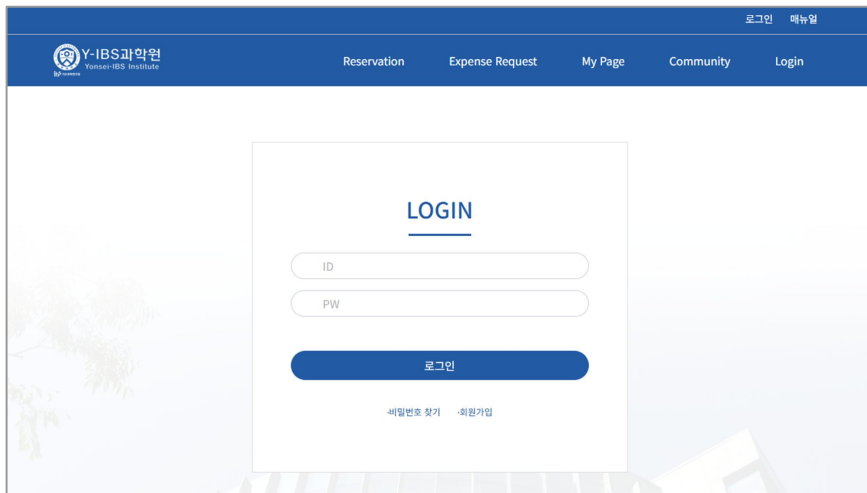 로그인 매뉴얼
Y-IBS과학원
Yonsei-IBS Institute
Reservation Expense Request My Page Community Login
LOGIN
ID
PW
로그인
·비밀번호 찾기 ·회원가입